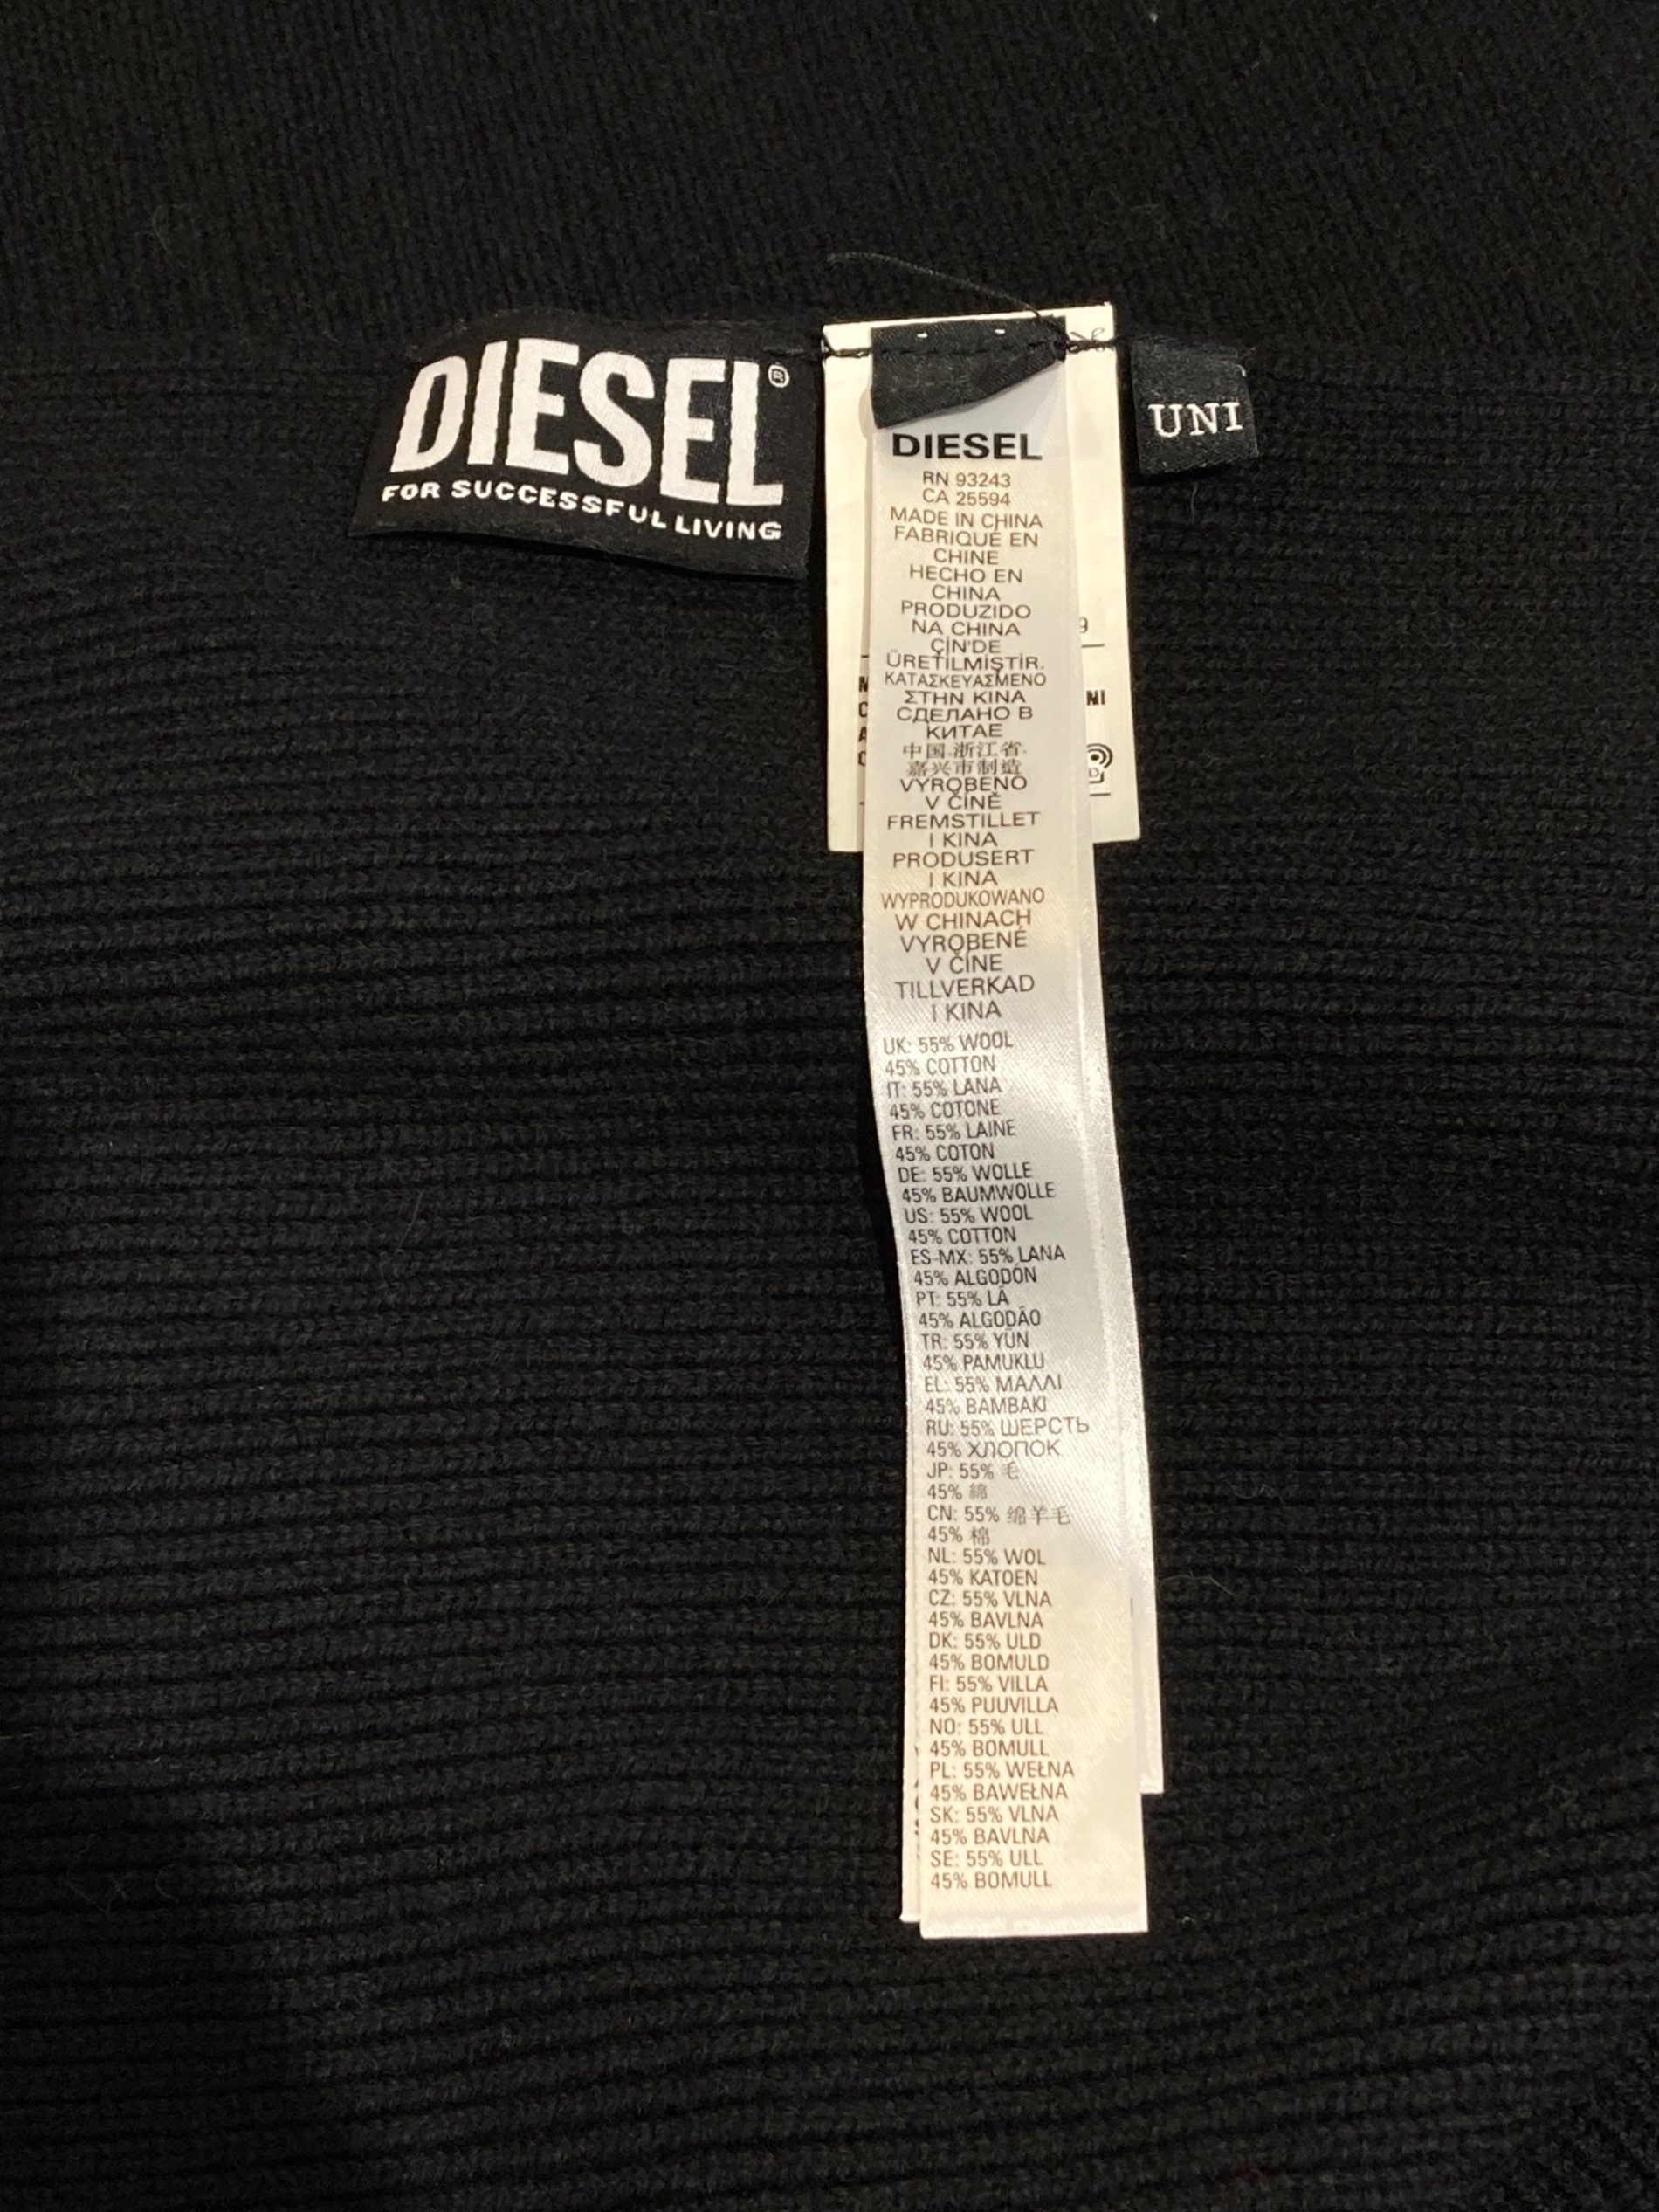 DIESEL®
FOR SUCCESSFUL LIVING
UNI
DIESEL
RN 93243
CA 25594
MADE IN CHINA
FABRIQUÉ EN
CHINE
HECHO EN
CHINA
PRODUZIDO
NA CHINA
ÇİN'DE
ÜRETİLMİŞTİR.
ΚΑΤΑΣΚΕΥΑΣΜΕΝΟ
ΣΤΗΝ ΚΙΝΑ
СДЕЛАНО В
КИТАЕ
中国.浙江省.
嘉兴市制造
VYROBENO
V ČÍNĚ
FREMSTILLET
I KINA
PRODUSERT
I KINA
WYPRODUKOWANO
W CHINACH
VYROBENÉ
V ČÍNE
TILLVERKAD
I KINA
UK: 55% WOOL
45% COTTON
IT: 55% LANA
45% COTONE
FR: 55% LAINE
45% COTON
DE: 55% WOLLE
45% BAUMWOLLE
US: 55% WOOL
45% COTTON
ES-MX: 55% LANA
45% ALGODÓN
PT: 55% LÃ
45% ALGODÃO
TR: 55% YÜN
45% PAMUKLU
EL: 55% ΜΑΛΛΙ
45% ΒΑΜΒΑΚΙ
RU: 55% ШЕРСТЬ
45% ХЛОПОК
JP: 55% 毛
45% 綿
CN: 55% 绵羊毛
45% 棉
NL: 55% WOL
45% KATOEN
CZ: 55% VLNA
45% BAVLNA
DK: 55% ULD
45% BOMULD
FI: 55% VILLA
45% PUUVILLA
NO: 55% ULL
45% BOMULL
PL: 55% WEŁNA
45% BAWEŁNA
SK: 55% VLNA
45% BAVLNA
SE: 55% ULL
45% BOMULL